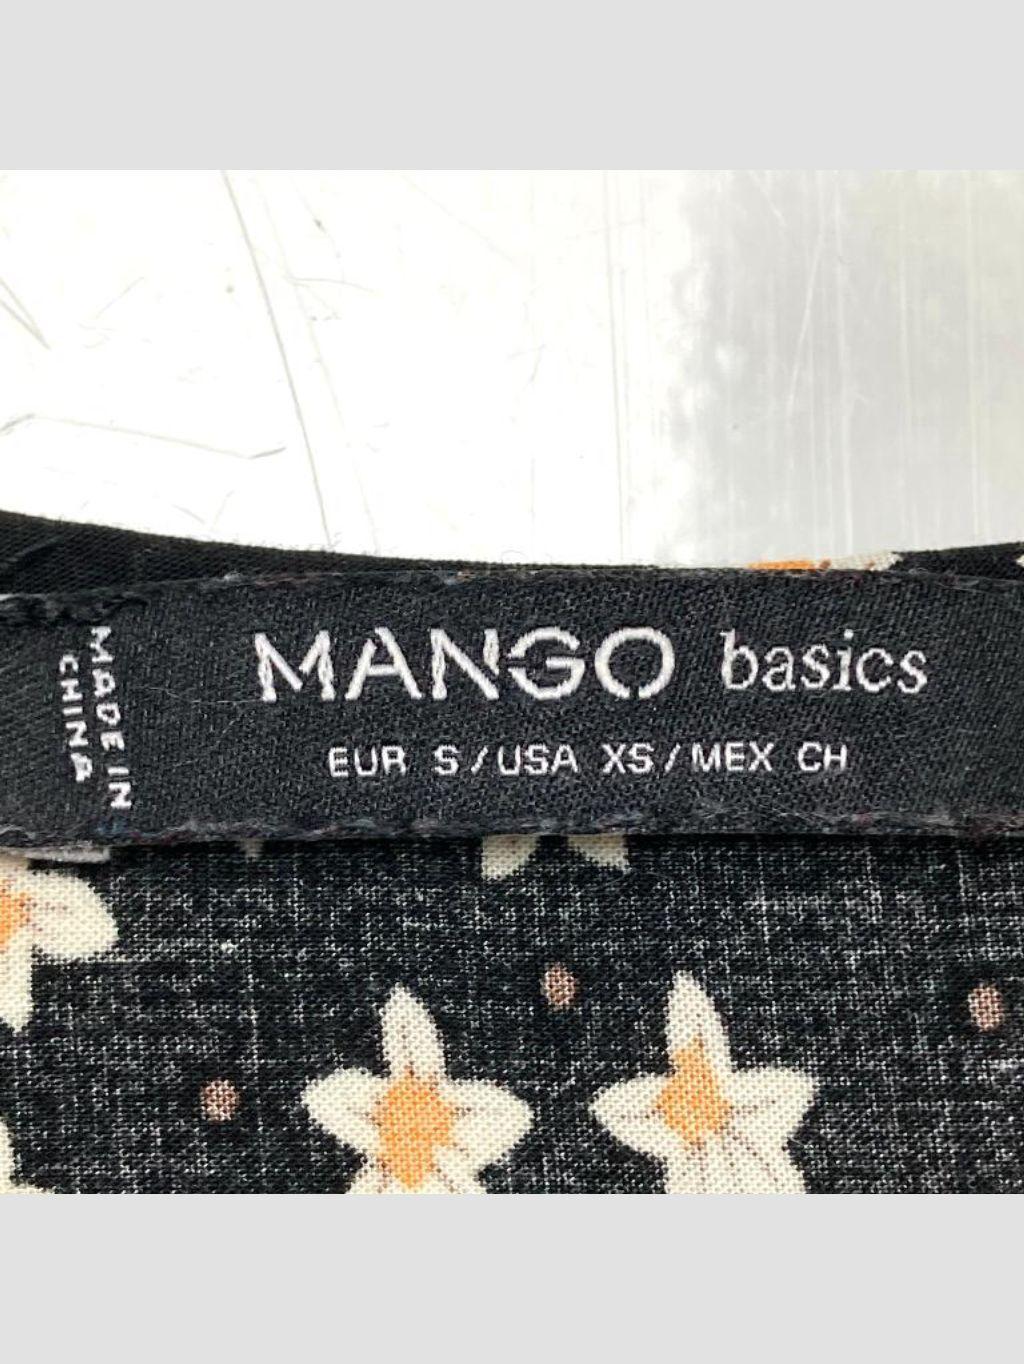 MANGO basics
EUR S / USA XS / MEX CH
MADE IN
CHINA